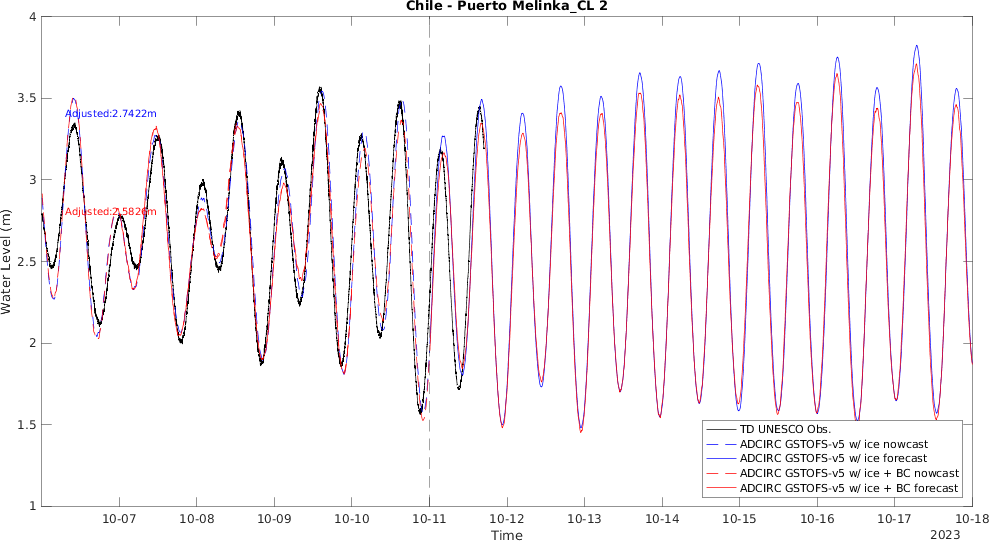 Chile - Puerto Melinka_CL 2
4
3.5
3
2.5
2
1.5
1
Water Level (m)
Adjusted:2.7422m
Adjusted:2.5826m
TD UNESCO Obs.
ADCIRC GSTOFS-v5 w/ ice nowcast
ADCIRC GSTOFS-v5 w/ ice forecast
ADCIRC GSTOFS-v5 w/ ice + BC nowcast
ADCIRC GSTOFS-v5 w/ ice + BC forecast
10-07 10-08 10-09 10-10 10-11 10-12 10-13 10-14 10-15 10-16 10-17 10-18
Time
2023